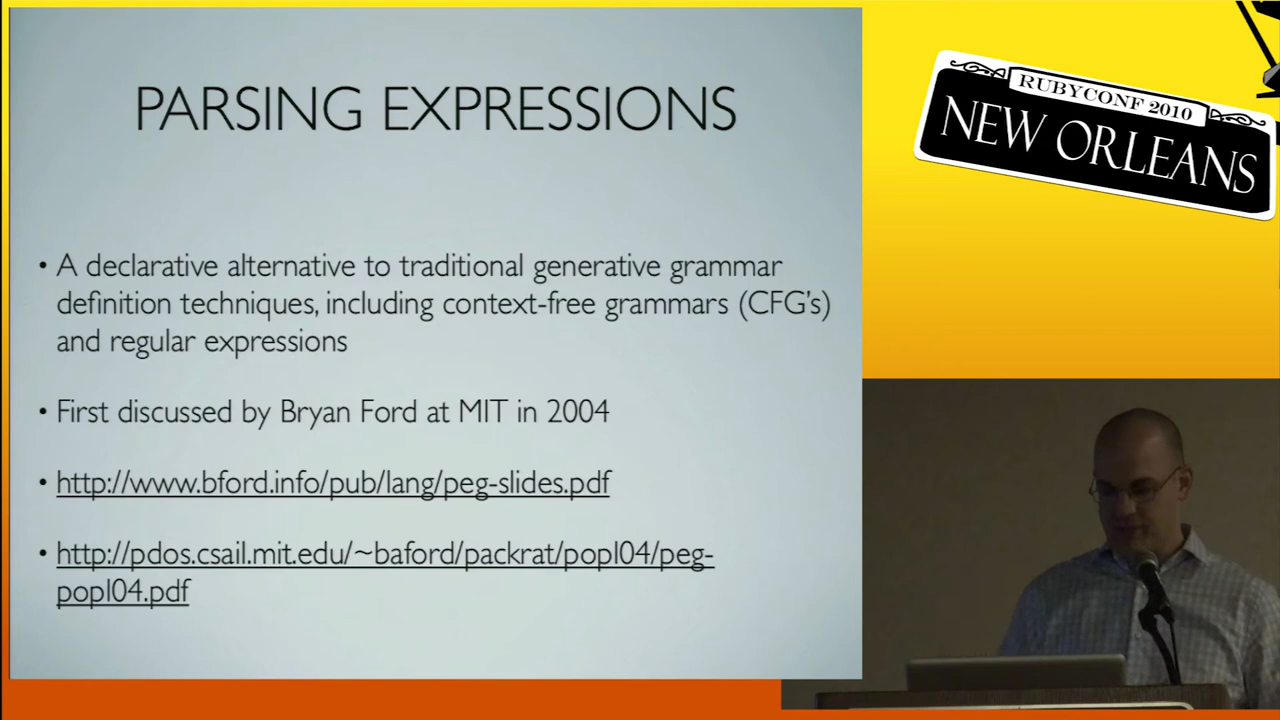 PARSING EXPRESSIONS
• A declarative alternative to traditional generative grammar
definition techniques, including context-free grammars (CFG's)
and regular expressions
• First discussed by Bryan Ford at MIT in 2004
• http://www.bford.info/pub/lang/peg-slides.pdf
• http://pdos.csail.mit.edu/~baford/packrat/popl04/peg-
popl04.pdf
RUBYCONF 2010
NEW ORLEANS